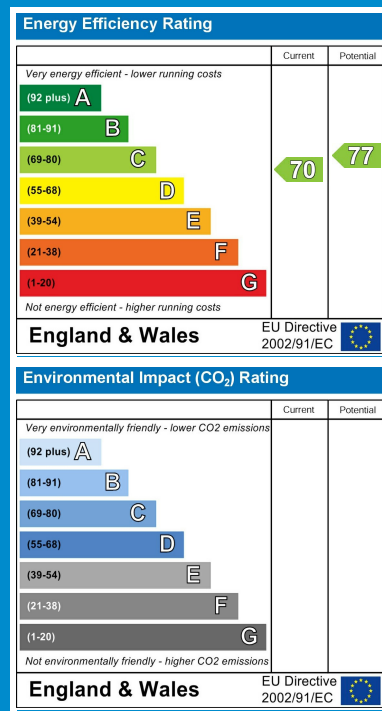 Energy Efficiency Rating
Current Potential
Very energy efficient - lower running costs
(92 plus) A
(81-91) B
(69-80) C
(55-68) D
(39-54) E
(21-38) F
(1-20) G
70 77
Not energy efficient - higher running costs
England & Wales
EU Directive
2002/91/EC
Environmental Impact (CO₂) Rating
Current Potential
Very environmentally friendly - lower CO2 emissions
(92 plus) A
(81-91) B
(69-80) C
(55-68) D
(39-54) E
(21-38) F
(1-20) G
Not environmentally friendly - higher CO2 emissions
England & Wales
EU Directive
2002/91/EC